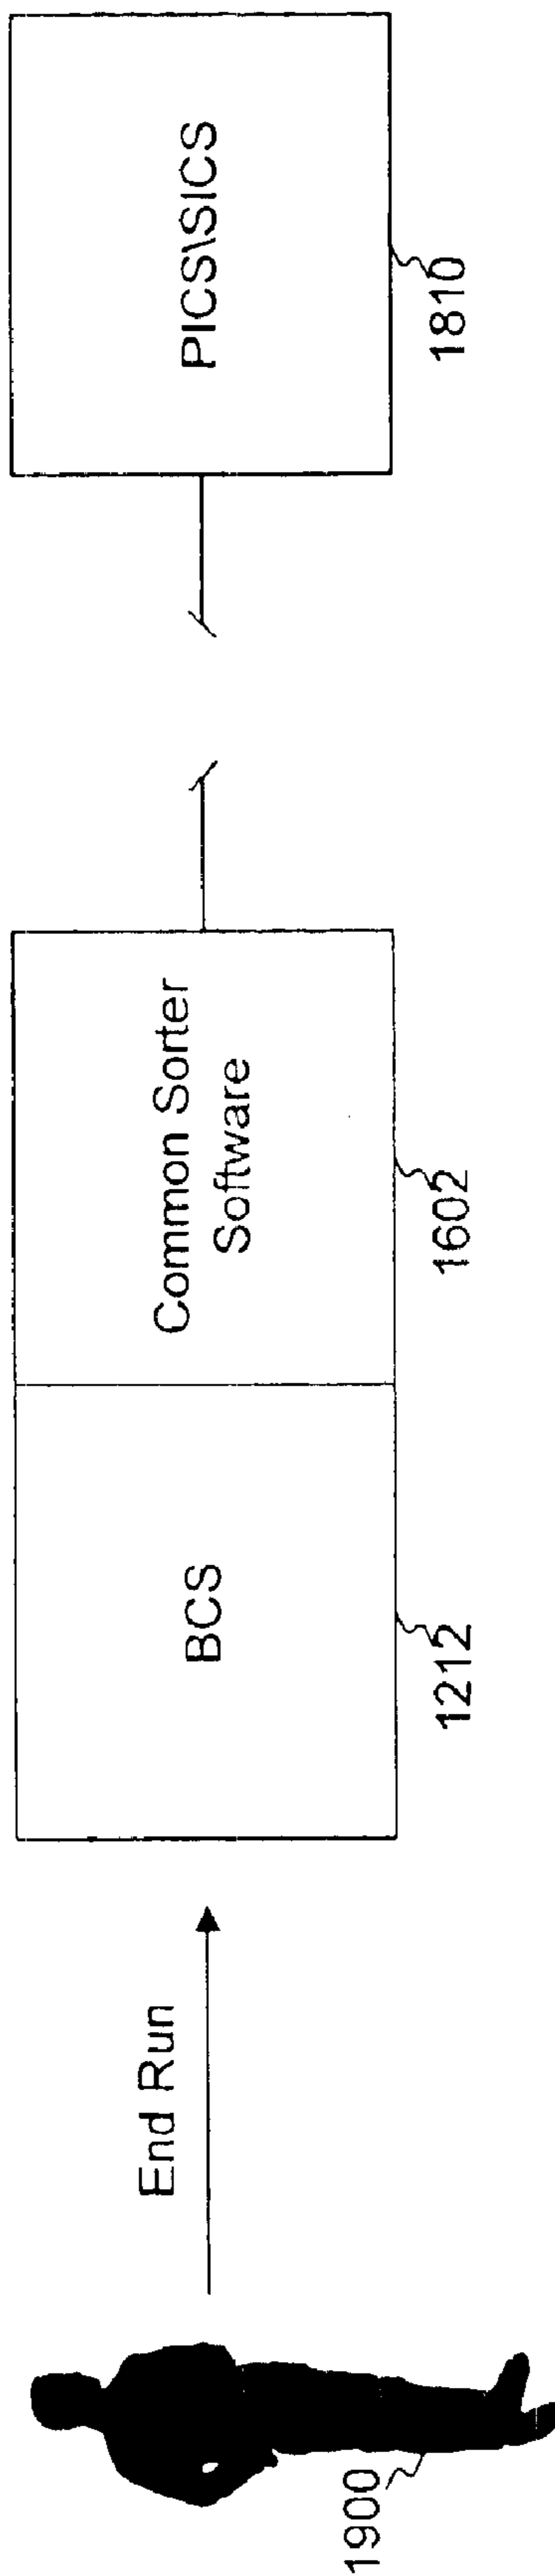 End Run
BCS
Common Sorter
Software
PICS\SICS
1900
1212
1602
1810